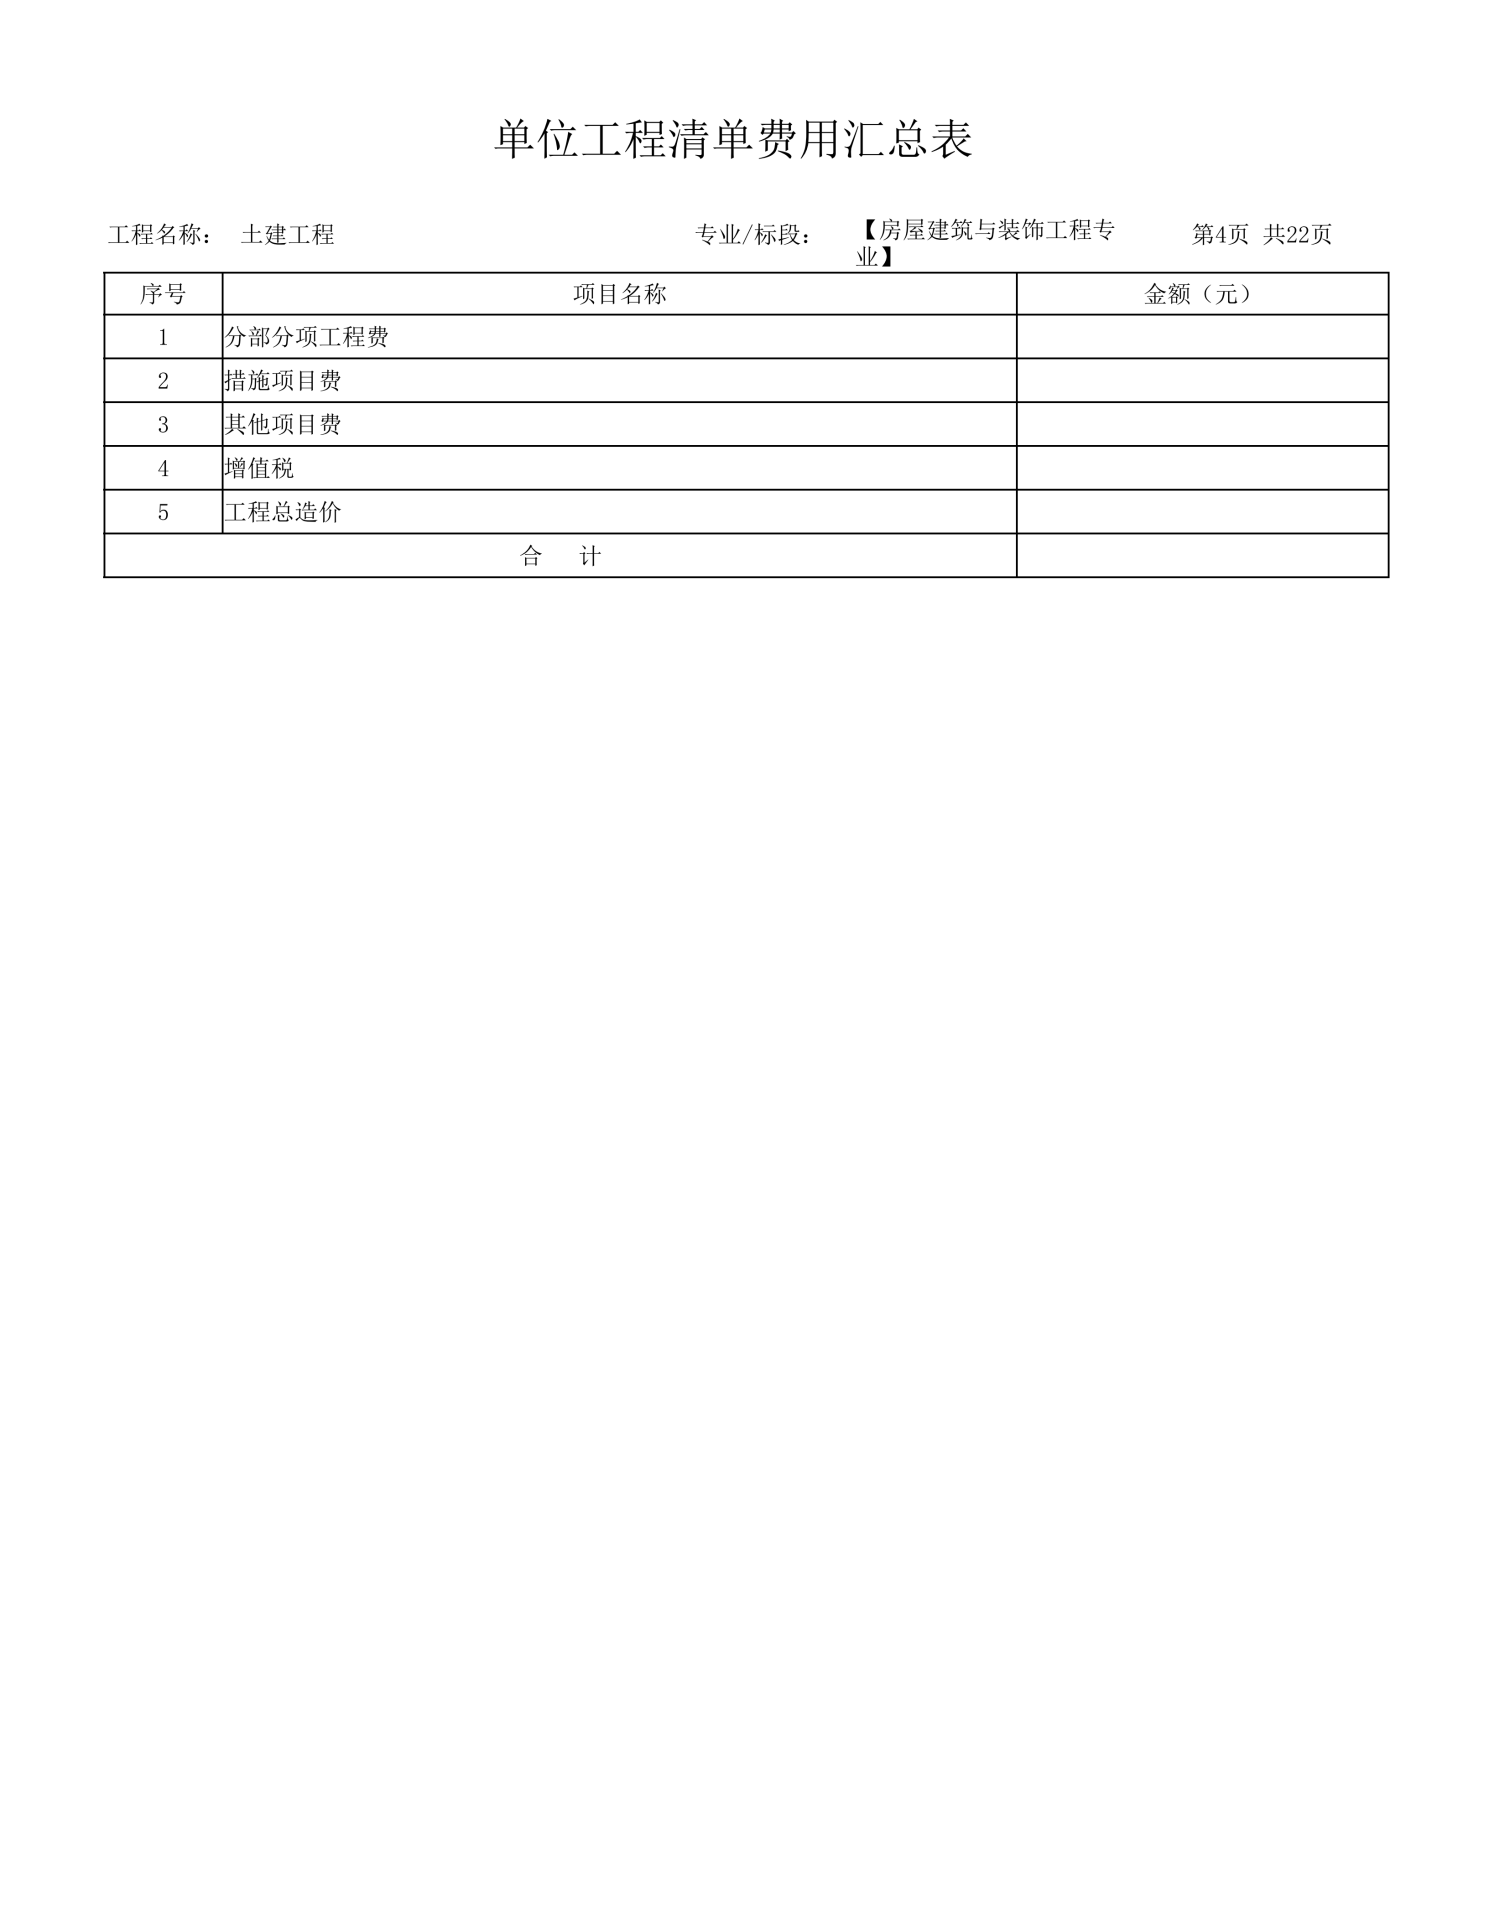 单位工程清单费用汇总表
工程名称： 土建工程 专业/标段： 【房屋建筑与装饰工程专业】 第4页 共22页
序号 项目名称 金额（元）
1 分部分项工程费
2 措施项目费
3 其他项目费
4 增值税
5 工程总造价
合 计